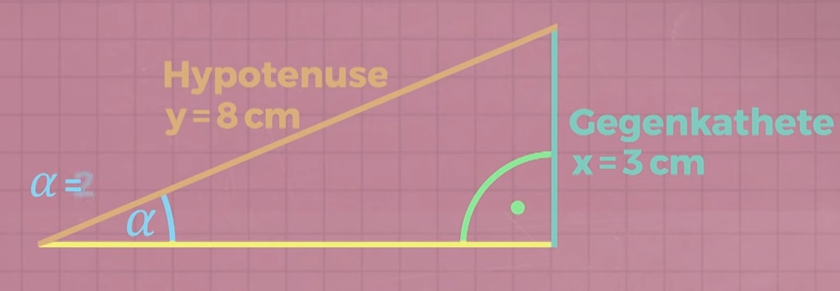 Hypotenuse
y = 8 cm
Gegenkathete
x = 3 cm
α =
α